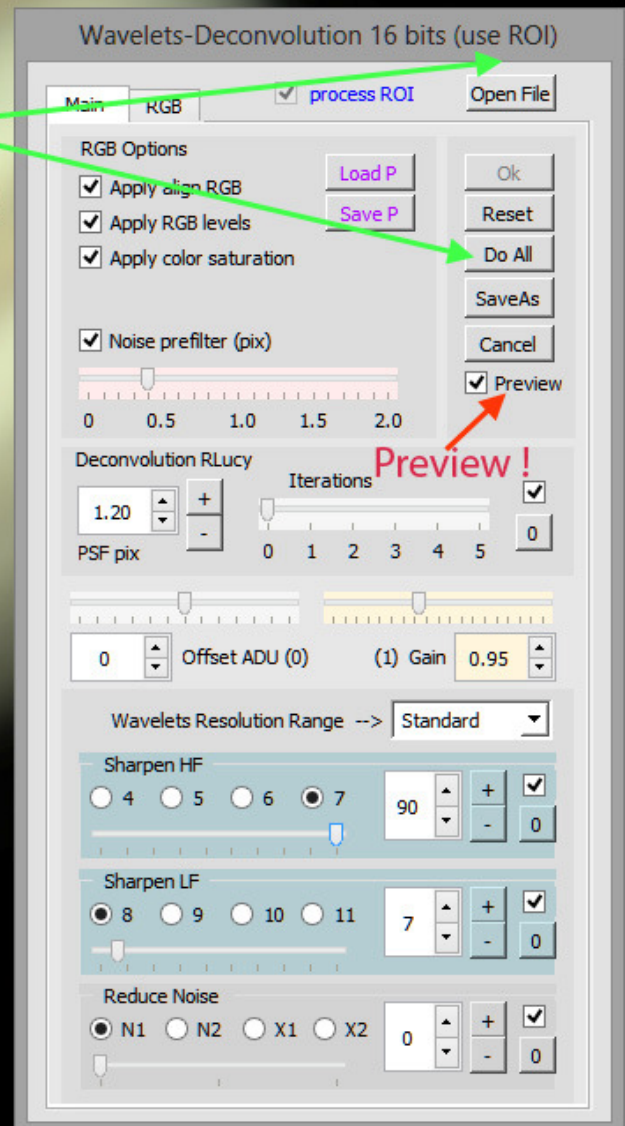 Wavelets-Deconvolution 16 bits (use ROI)
Main RGB process ROI Open File
RGB Options
Apply align RGB Load P Ok
Apply RGB levels Save P Reset
Apply color saturation Do All
SaveAs
Noise prefilter (pix) Cancel
Preview
0 0.5 1.0 1.5 2.0
Preview !
Deconvolution RLucy
Iterations
1.20 + -
PSF pix 0 1 2 3 4 5 0
0 Offset ADU (0) (1) Gain 0.95
Wavelets Resolution Range --> Standard
Sharpen HF
4 5 6 7 90 + - 0
Sharpen LF
8 9 10 11 7 + - 0
Reduce Noise
N1 N2 X1 X2 0 + - 0